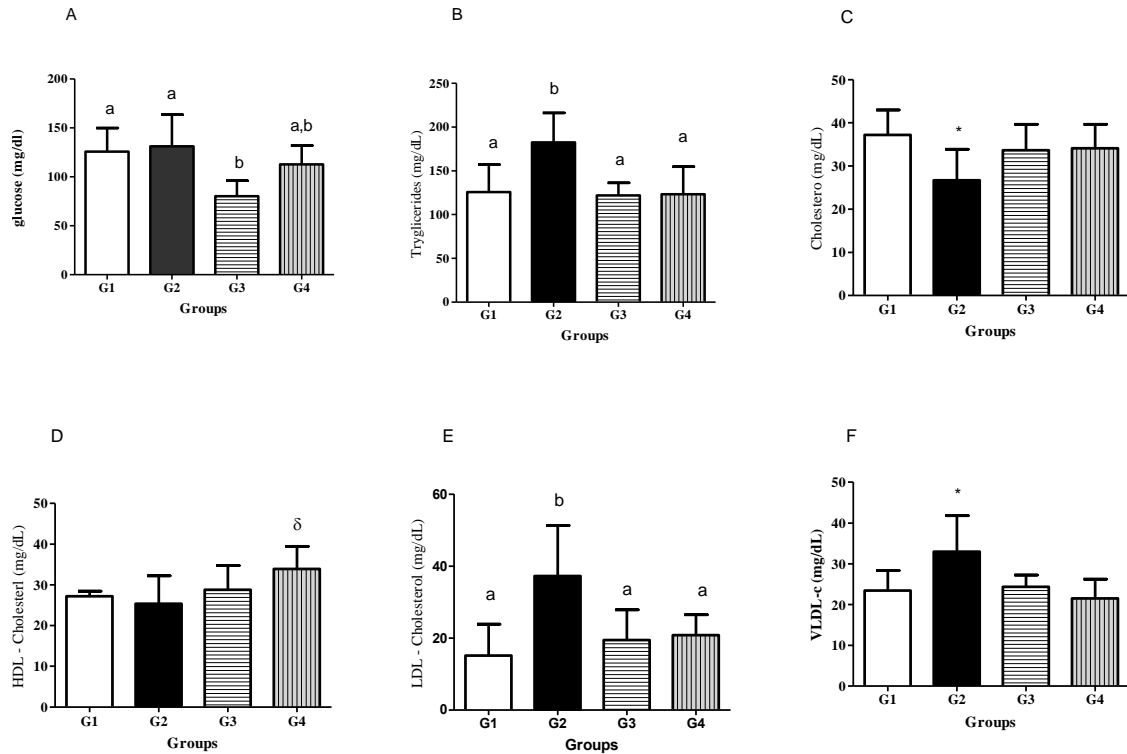 A
glucose (mg/dl)
200
150
100
50
0
a
a
b
a,b
G1 G2 G3 G4
Groups
B
Tryglicerides (mg/dL)
250
200
150
100
50
0
a
b
a
a
G1 G2 G3 G4
Groups
C
Cholestero (mg/dL)
50
40
30
20
10
0
*
G1 G2 G3 G4
Groups
D
HDL - Cholesterl (mg/dL)
50
40
30
20
10
0
δ
G1 G2 G3 G4
Groups
E
LDL - Cholesterol (mg/dL)
60
40
20
0
a
b
a
a
G1 G2 G3 G4
Groups
F
VLDL-c (mg/dL)
50
40
30
20
10
0
*
G1 G2 G3 G4
Groups